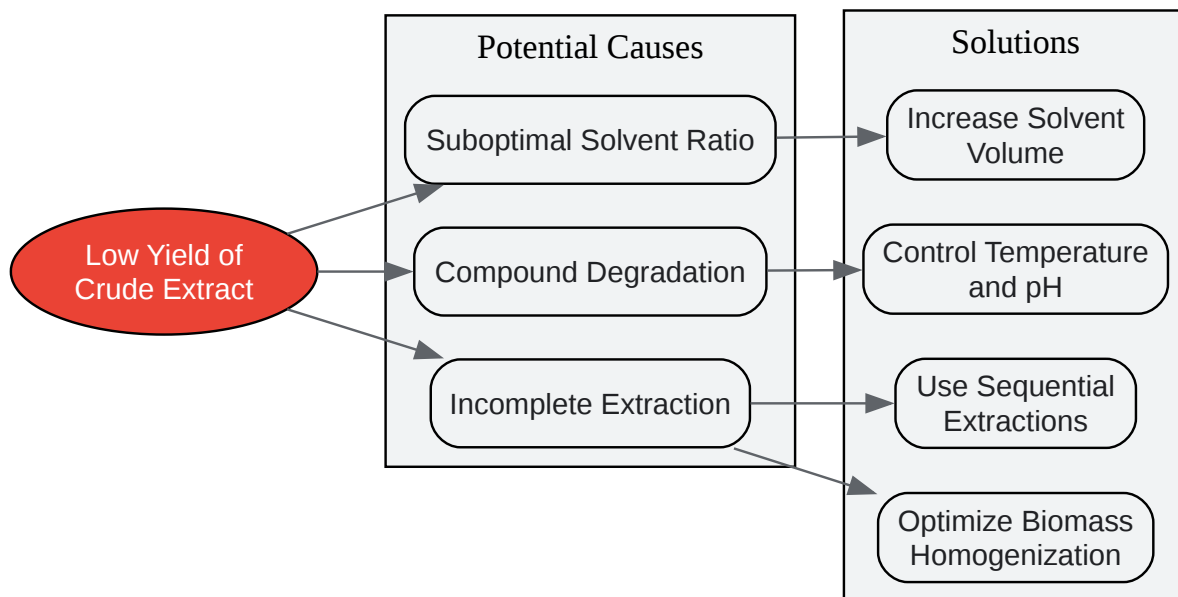 Low Yield of
Crude Extract
Potential Causes
Suboptimal Solvent Ratio
Compound Degradation
Incomplete Extraction
Solutions
Increase Solvent
Volume
Control Temperature
and pH
Use Sequential
Extractions
Optimize Biomass
Homogenization